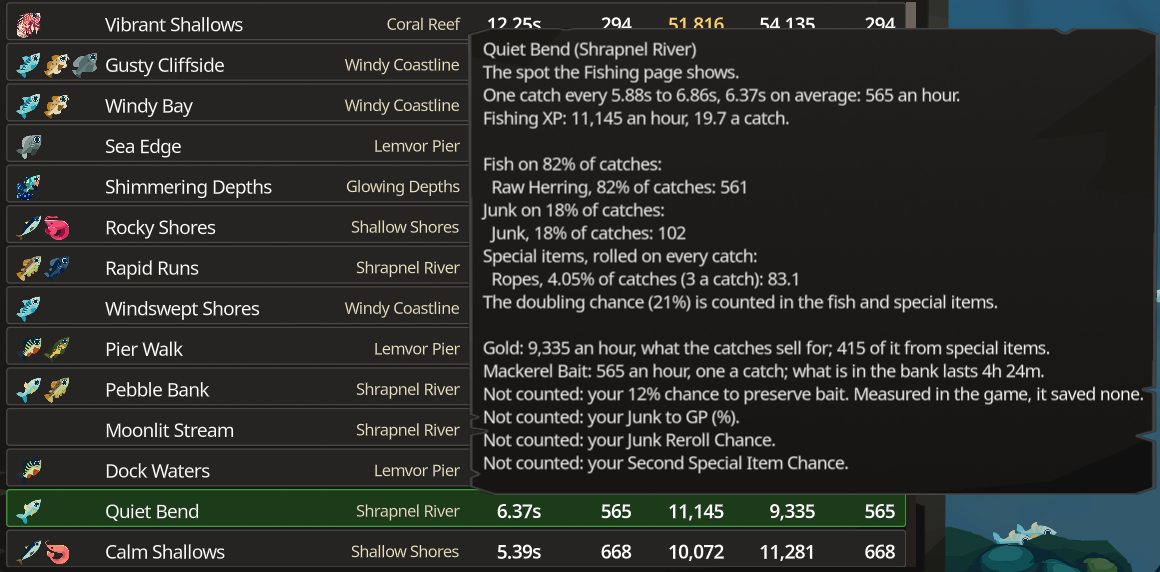 Vibrant Shallows Coral Reef 12.25s 294 51,816 54,135 294
Gusty Cliffside Windy Coastline
Windy Bay Windy Coastline
Sea Edge Lemvor Pier
Shimmering Depths Glowing Depths
Rocky Shores Shallow Shores
Rapid Runs Shrapnel River
Windswept Shores Windy Coastline
Pier Walk Lemvor Pier
Pebble Bank Shrapnel River
Moonlit Stream Shrapnel River
Dock Waters Lemvor Pier
Quiet Bend Shrapnel River 6.37s 565 11,145 9,335 565
Calm Shallows Shallow Shores 5.39s 668 10,072 11,281 668
Quiet Bend (Shrapnel River)
The spot the Fishing page shows.
One catch every 5.88s to 6.86s, 6.37s on average: 565 an hour.
Fishing XP: 11,145 an hour, 19.7 a catch.
Fish on 82% of catches:
Raw Herring, 82% of catches: 561
Junk on 18% of catches:
Junk, 18% of catches: 102
Special items, rolled on every catch:
Ropes, 4.05% of catches (3 a catch): 83.1
The doubling chance (21%) is counted in the fish and special items.
Gold: 9,335 an hour, what the catches sell for; 415 of it from special items.
Mackerel Bait: 565 an hour, one a catch; what is in the bank lasts 4h 24m.
Not counted: your 12% chance to preserve bait. Measured in the game, it saved none.
Not counted: your Junk to GP (%).
Not counted: your Junk Reroll Chance.
Not counted: your Second Special Item Chance.